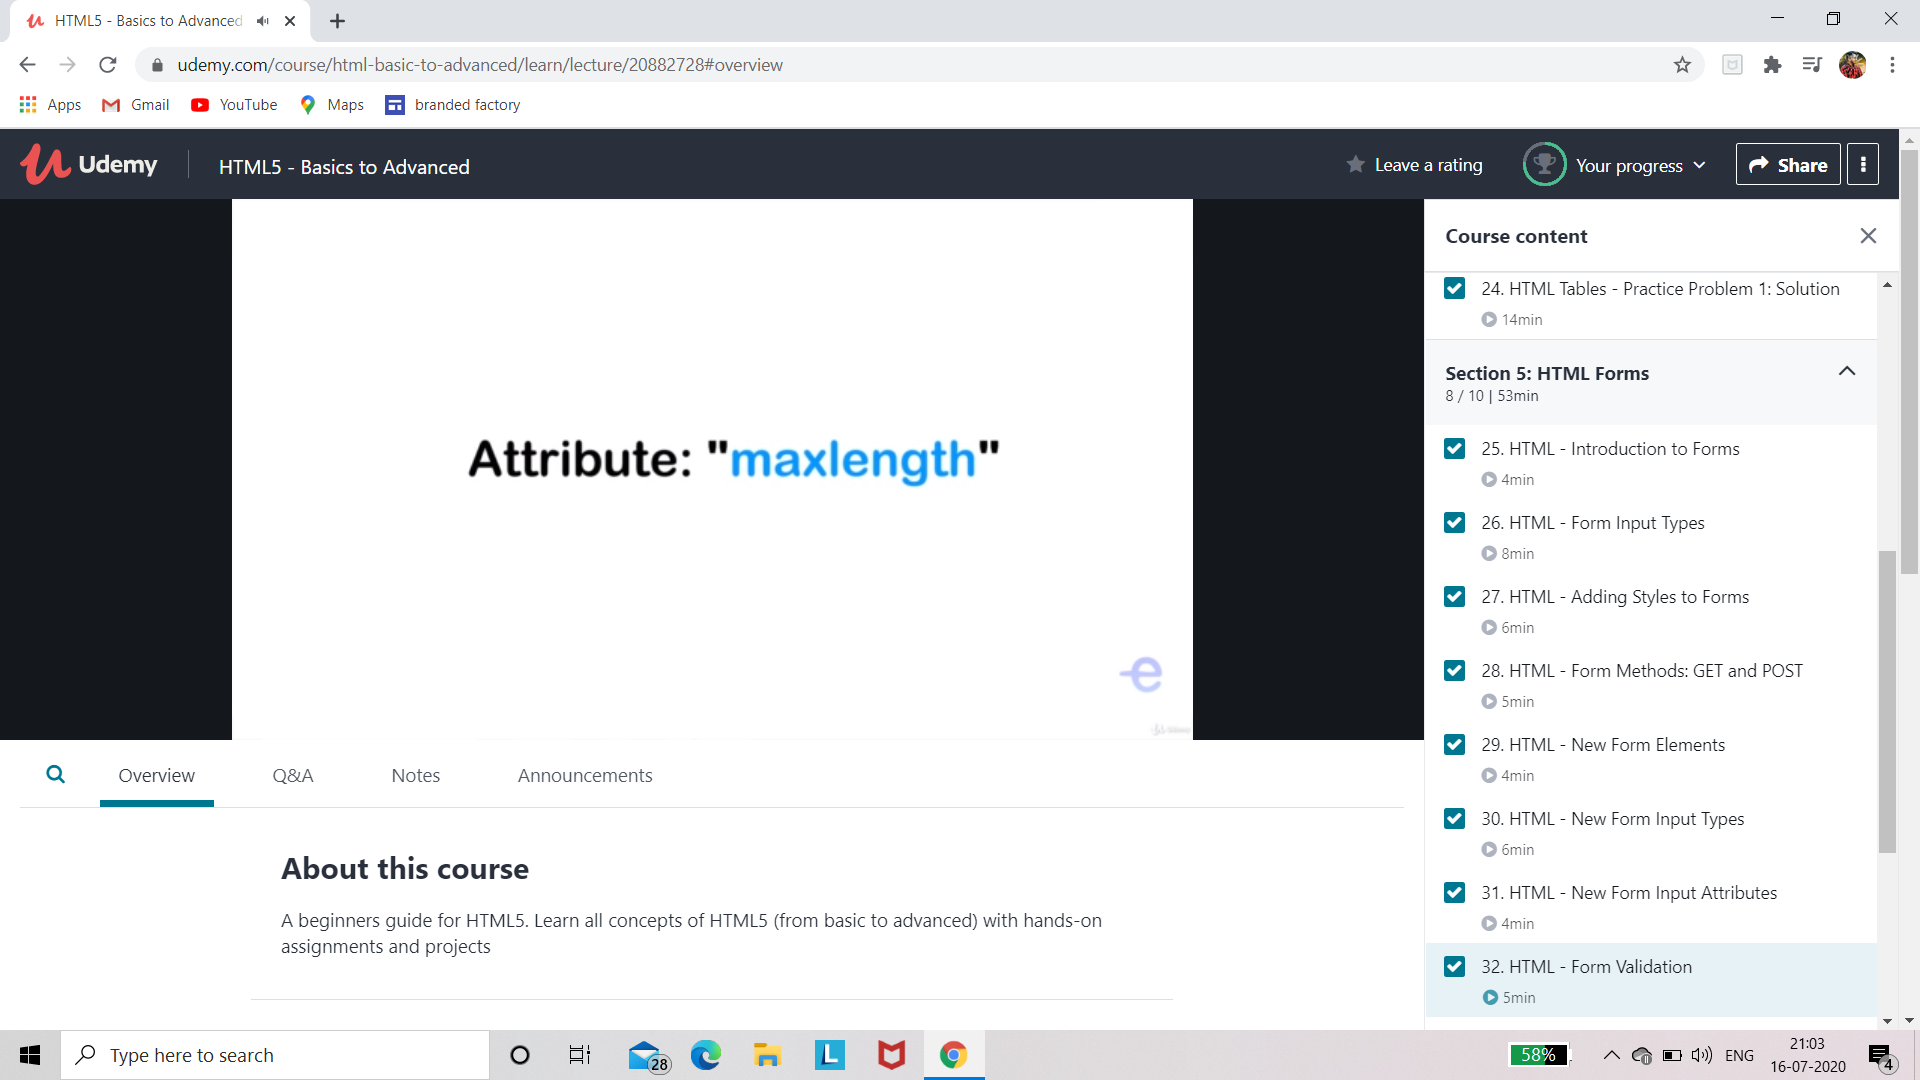 HTML5 - Basics to Advanced
udemy.com/course/html-basic-to-advanced/learn/lecture/20882728#overview
Apps
Gmail
YouTube
Maps
branded factory
Udemy
HTML5 - Basics to Advanced
Leave a rating
Your progress
Share
Attribute: "maxlength"
Course content
24. HTML Tables - Practice Problem 1: Solution
14min
Section 5: HTML Forms
8 / 10 | 53min
25. HTML - Introduction to Forms
4min
26. HTML - Form Input Types
8min
27. HTML - Adding Styles to Forms
6min
28. HTML - Form Methods: GET and POST
5min
29. HTML - New Form Elements
4min
30. HTML - New Form Input Types
6min
31. HTML - New Form Input Attributes
4min
32. HTML - Form Validation
5min
Overview
Q&A
Notes
Announcements
About this course
A beginners guide for HTML5. Learn all concepts of HTML5 (from basic to advanced) with hands-on
assignments and projects
Type here to search
28
L
58%
ENG
21:03
16-07-2020
4